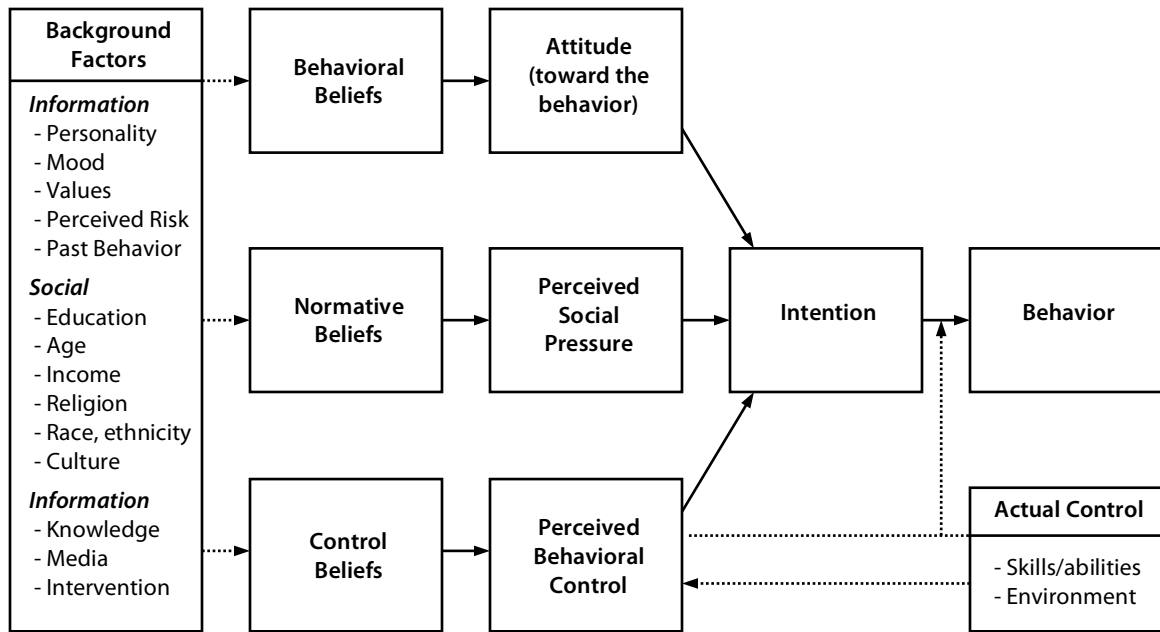 Background
Factors
Information
- Personality
- Mood
- Values
- Perceived Risk
- Past Behavior
Social
- Education
- Age
- Income
- Religion
- Race, ethnicity
- Culture
Information
- Knowledge
- Media
- Intervention
Behavioral
Beliefs
Attitude
(toward the
behavior)
Normative
Beliefs
Perceived
Social
Pressure
Intention
Behavior
Control
Beliefs
Perceived
Behavioral
Control
Actual Control
- Skills/abilities
- Environment